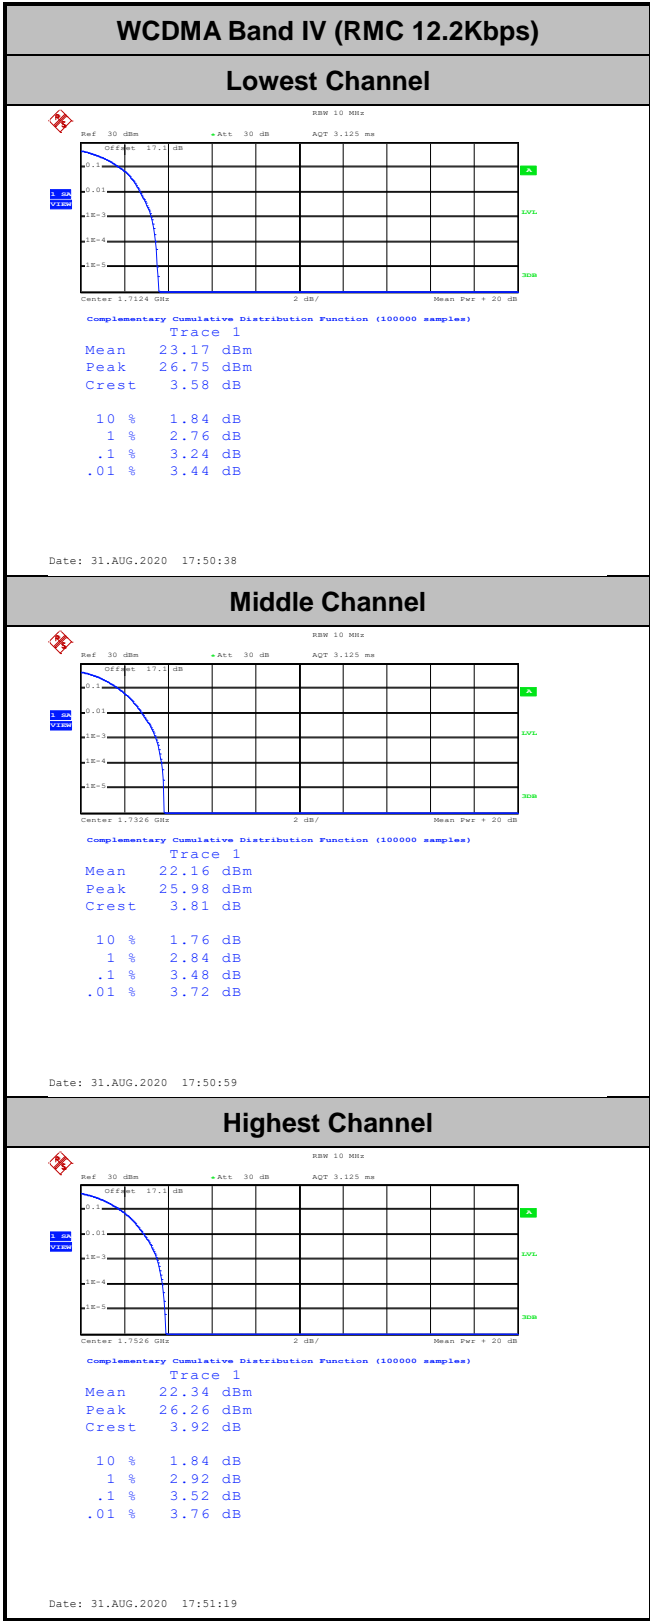 WCDMA Band IV (RMC 12.2Kbps)
Lowest Channel
RBW 10 MHz
Ref 30 dBm *Att 30 dB AQT 3.125 ms
Offset 17.1 dB
0.1
0.01
1E-3
1E-4
1E-5
1 SA
VIEW
A
LVL
3DB
Center 1.7124 GHz 2 dB/ Mean Pwr + 20 dB
Complementary Cumulative Distribution Function (100000 samples)
Trace 1
Mean 23.17 dBm
Peak 26.75 dBm
Crest 3.58 dB
10 % 1.84 dB
1 % 2.76 dB
.1 % 3.24 dB
.01 % 3.44 dB
Date: 31.AUG.2020 17:50:38
Middle Channel
RBW 10 MHz
Ref 30 dBm *Att 30 dB AQT 3.125 ms
Offset 17.1 dB
0.1
0.01
1E-3
1E-4
1E-5
1 SA
VIEW
A
LVL
3DB
Center 1.7326 GHz 2 dB/ Mean Pwr + 20 dB
Complementary Cumulative Distribution Function (100000 samples)
Trace 1
Mean 22.16 dBm
Peak 25.98 dBm
Crest 3.81 dB
10 % 1.76 dB
1 % 2.84 dB
.1 % 3.48 dB
.01 % 3.72 dB
Date: 31.AUG.2020 17:50:59
Highest Channel
RBW 10 MHz
Ref 30 dBm *Att 30 dB AQT 3.125 ms
Offset 17.1 dB
0.1
0.01
1E-3
1E-4
1E-5
1 SA
VIEW
A
LVL
3DB
Center 1.7526 GHz 2 dB/ Mean Pwr + 20 dB
Complementary Cumulative Distribution Function (100000 samples)
Trace 1
Mean 22.34 dBm
Peak 26.26 dBm
Crest 3.92 dB
10 % 1.84 dB
1 % 2.92 dB
.1 % 3.52 dB
.01 % 3.76 dB
Date: 31.AUG.2020 17:51:19